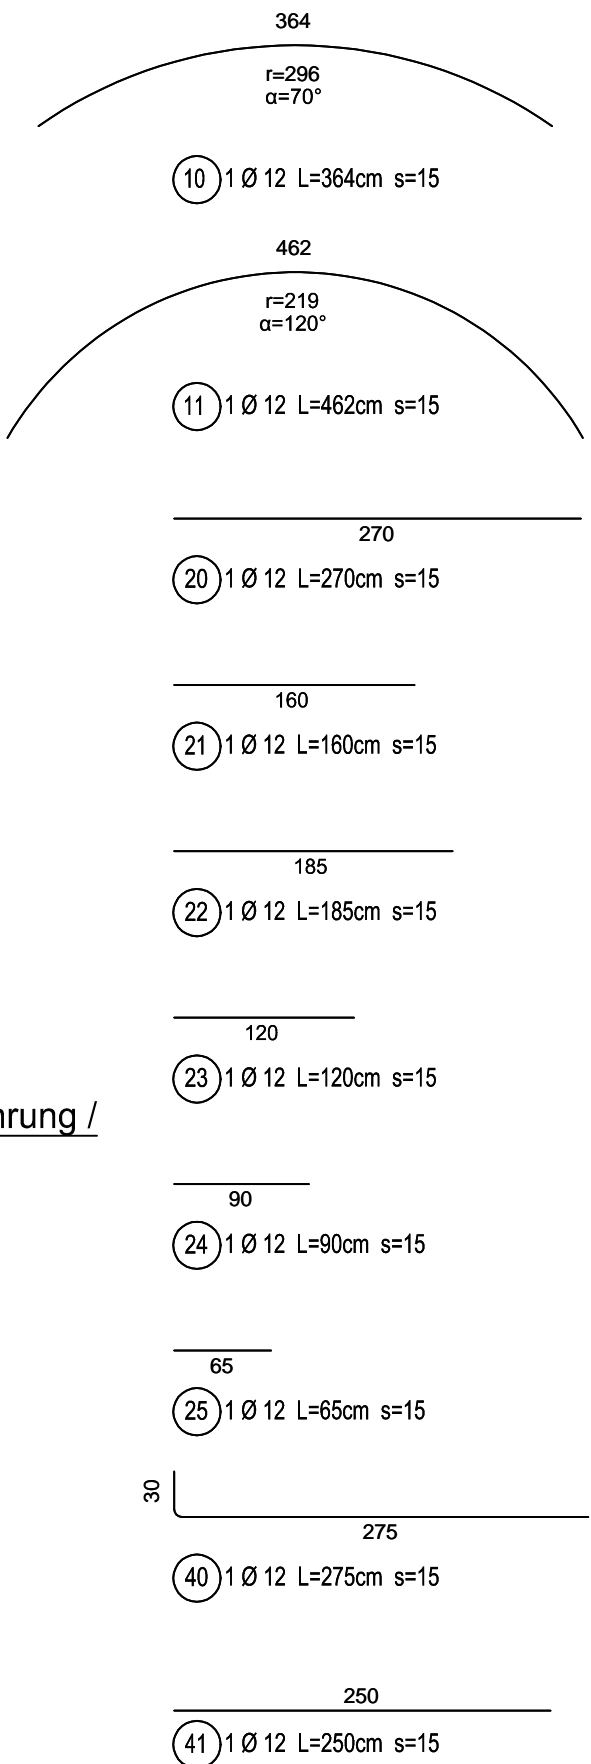 364
r=296
α=70°
10 1 Ø 12 L=364cm s=15
462
r=219
α=120°
11 1 Ø 12 L=462cm s=15
270
20 1 Ø 12 L=270cm s=15
160
21 1 Ø 12 L=160cm s=15
185
22 1 Ø 12 L=185cm s=15
120
23 1 Ø 12 L=120cm s=15
/
90
24 1 Ø 12 L=90cm s=15
65
25 1 Ø 12 L=65cm s=15
30
275
40 1 Ø 12 L=275cm s=15
250
41 1 Ø 12 L=250cm s=15